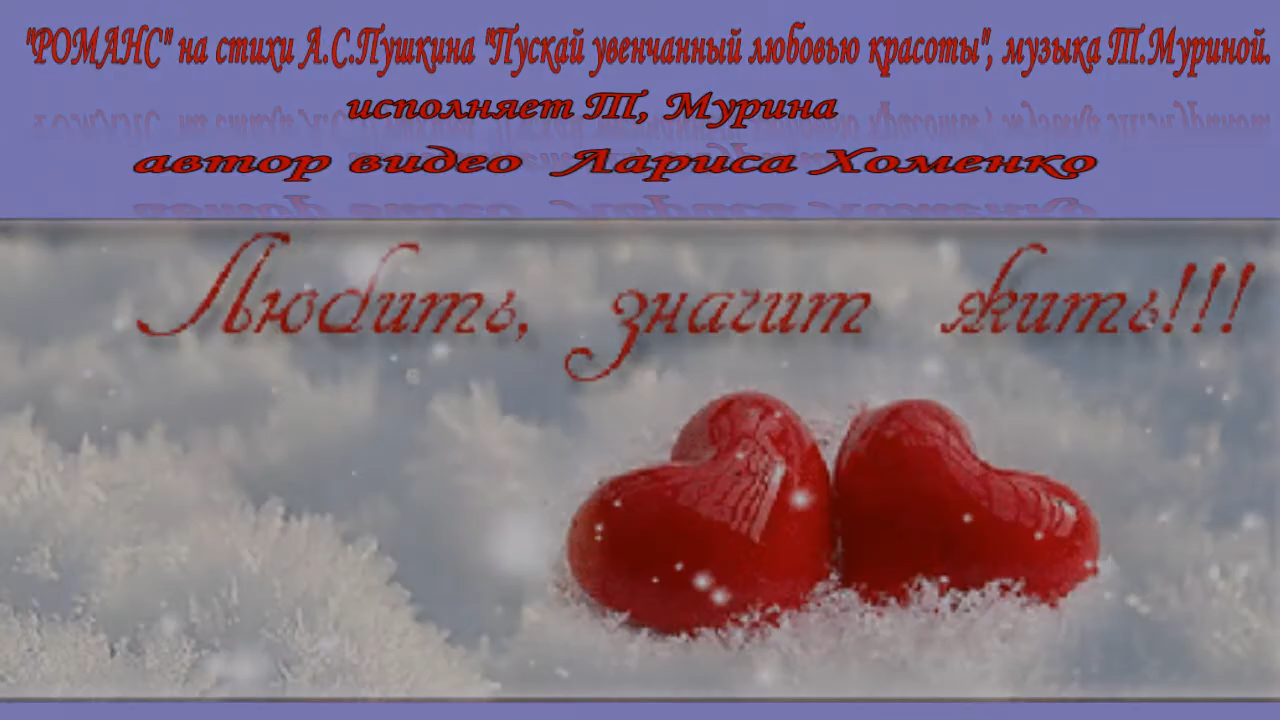 "РОМАНС" на стихи А.С.Пушкина "Пускай увенчанный любовью красоты", музыка Т.Муриной.
исполняет Т, Мурина
автор видео Лариса Хоменко
Любить, значит жить!!!